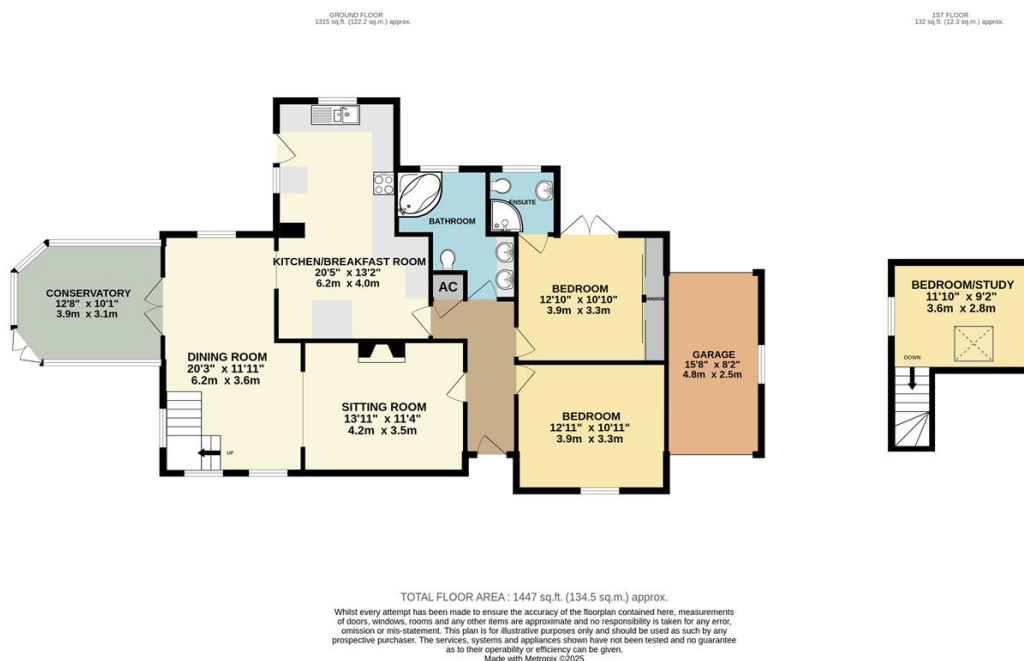 GROUND FLOOR
1315 sq.ft. (122.2 sq.m.) approx.
1ST FLOOR
132 sq.ft. (12.3 sq.m.) approx.
BATHROOM
ENSUITE
KITCHEN/BREAKFAST ROOM
20'5" x 13'2"
6.2m x 4.0m
AC
CONSERVATORY
12'8" x 10'1"
3.9m x 3.1m
BEDROOM
12'10" x 10'10"
3.9m x 3.3m
BEDROOM/STUDY
11'10" x 9'2"
3.6m x 2.8m
DOWN
DINING ROOM
20'3" x 11'11"
6.2m x 3.6m
GARAGE
15'8" x 8'2"
4.8m x 2.5m
SITTING ROOM
13'11" x 11'4"
4.2m x 3.5m
BEDROOM
12'11" x 10'11"
3.9m x 3.3m
UP
TOTAL FLOOR AREA : 1447 sq.ft. (134.5 sq.m.) approx.
Whilst every attempt has been made to ensure the accuracy of the floorplan contained here, measurements
of doors, windows, rooms and any other items are approximate and no responsibility is taken for any error,
omission or mis-statement. This plan is for illustrative purposes only and should be used as such by any
prospective purchaser. The services, systems and appliances shown have not been tested and no guarantee
as to their operability or efficiency can be given.
Made with Metropix ©2025